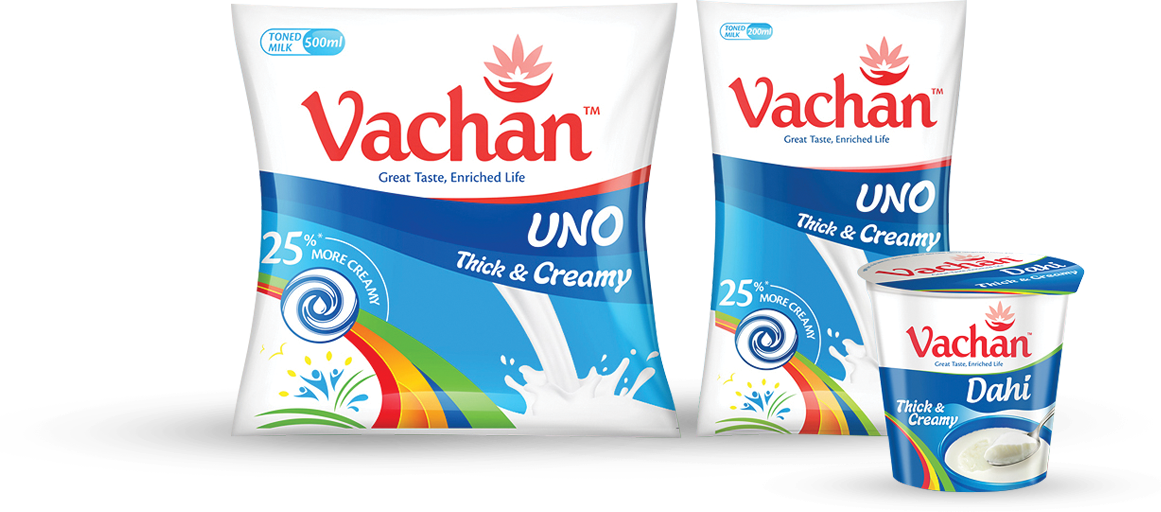 TONED
MILK
500ml
Vachan™
Great Taste, Enriched Life
UNO
Thick & Creamy
25%*
MORE CREAMY
TONED
MILK
200ml
Vachan™
Great Taste, Enriched Life
UNO
Thick & Creamy
25%*
MORE CREAMY
Vachan
Dahi
Thick & Creamy
Vachan™
Great Taste, Enriched Life
Dahi
Thick &
Creamy